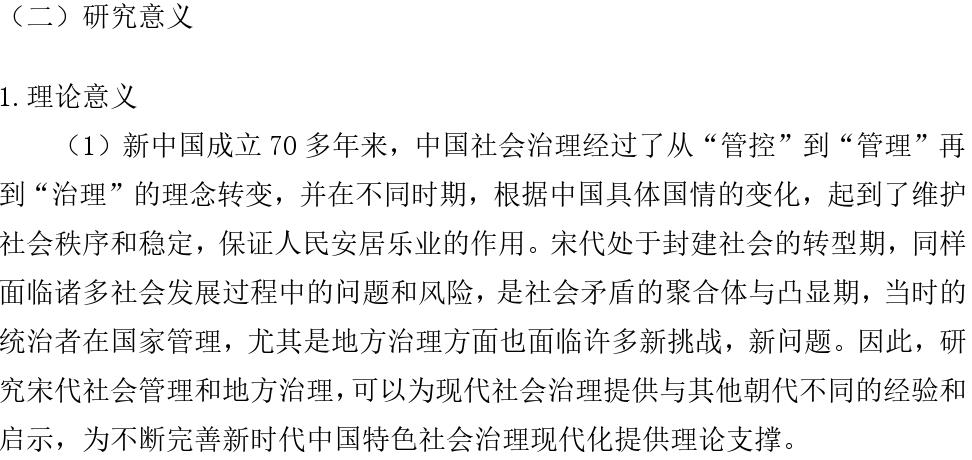 （二）研究意义
1.理论意义
（1）新中国成立 70 多年来，中国社会治理经过了从“管控”到“管理”再
到“治理”的理念转变，并在不同时期，根据中国具体国情的变化，起到了维护
社会秩序和稳定，保证人民安居乐业的作用。宋代处于封建社会的转型期，同样
面临诸多社会发展过程中的问题和风险，是社会矛盾的聚合体与凸显期，当时的
统治者在国家管理，尤其是地方治理方面也面临许多新挑战，新问题。因此，研
究宋代社会管理和地方治理，可以为现代社会治理提供与其他朝代不同的经验和
启示，为不断完善新时代中国特色社会治理现代化提供理论支撑。